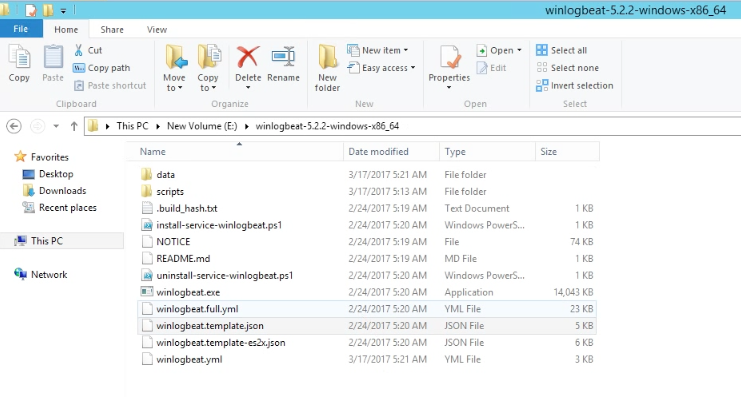 winlogbeat-5.2.2-windows-x86_64
File Home Share View
Copy Paste Cut Copy path Paste shortcut
Clipboard
Move to Copy to Delete Rename
Organize
New folder New item Easy access
New
Properties Open Edit
Open
Select all Select none Invert selection
Select
This PC New Volume (E:) winlogbeat-5.2.2-windows-x86_64
Favorites
Desktop
Downloads
Recent places
This PC
Network
Name Date modified Type Size
data 3/17/2017 5:21 AM File folder
scripts 3/17/2017 5:13 AM File folder
.build_hash.txt 2/24/2017 5:19 AM Text Document 1 KB
install-service-winlogbeat.ps1 2/24/2017 5:20 AM Windows PowerS... 1 KB
NOTICE 2/24/2017 5:19 AM File 74 KB
README.md 2/24/2017 5:19 AM MD File 1 KB
uninstall-service-winlogbeat.ps1 2/24/2017 5:20 AM Windows PowerS... 1 KB
winlogbeat.exe 2/24/2017 5:20 AM Application 14,043 KB
winlogbeat.full.yml 2/24/2017 5:20 AM YML File 23 KB
winlogbeat.template.json 2/24/2017 5:20 AM JSON File 5 KB
winlogbeat.template-es2x.json 2/24/2017 5:20 AM JSON File 6 KB
winlogbeat.yml 3/17/2017 5:21 AM YML File 3 KB